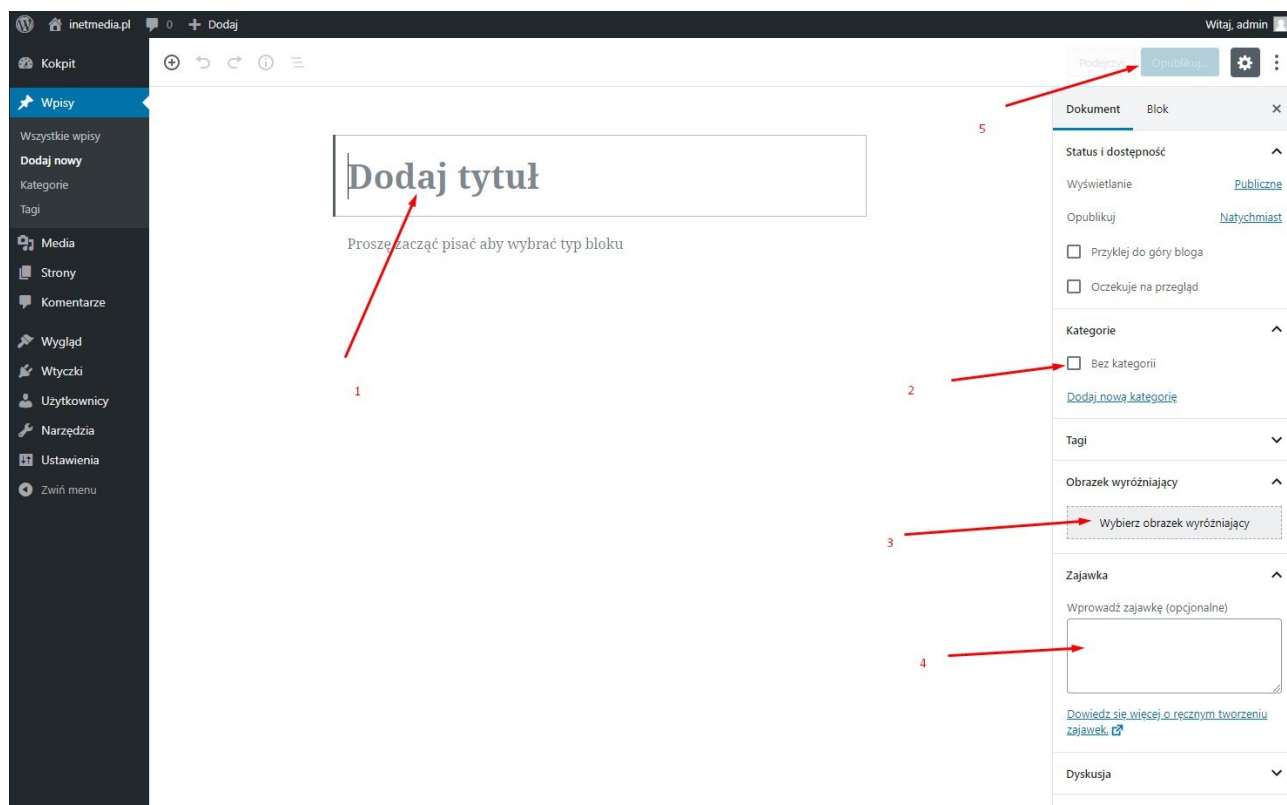 inetmedia.pl 0 + Dodaj
Witaj, admin
Kokpit
Wpisy
Wszystkie wpisy
Dodaj nowy
Kategorie
Tagi
Media
Strony
Komentarze
Wygląd
Wtyczki
Użytkownicy
Narzędzia
Ustawienia
Zwiń menu
Dodaj tytuł
Proszę zacząć pisać aby wybrać typ bloku
1
2
3
4
5
Podejrzyj
Opublikuj...
Dokument Blok
Status i dostępność
Wyświetlanie Publiczne
Opublikuj Natychmiast
Przyklej do góry bloga
Oczekuje na przegląd
Kategorie
Bez kategorii
Dodaj nową kategorię
Tagi
Obrazek wyróżniający
Wybierz obrazek wyróżniający
Zajawka
Wprowadź zajawkę (opcjonalne)
Dowiedz się więcej o ręcznym tworzeniu
zajawek.
Dyskusja